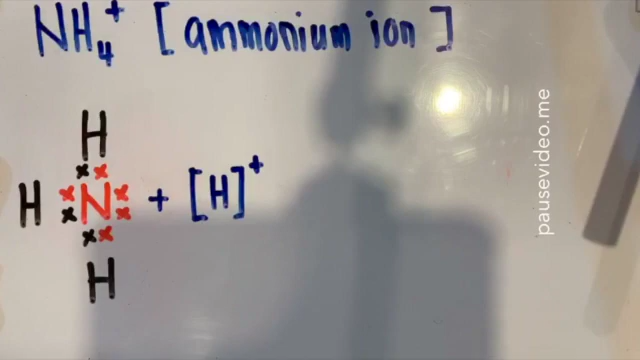 NH₄⁺ [ammonium ion]
H
H N + [H]⁺
H
pausevideo.me